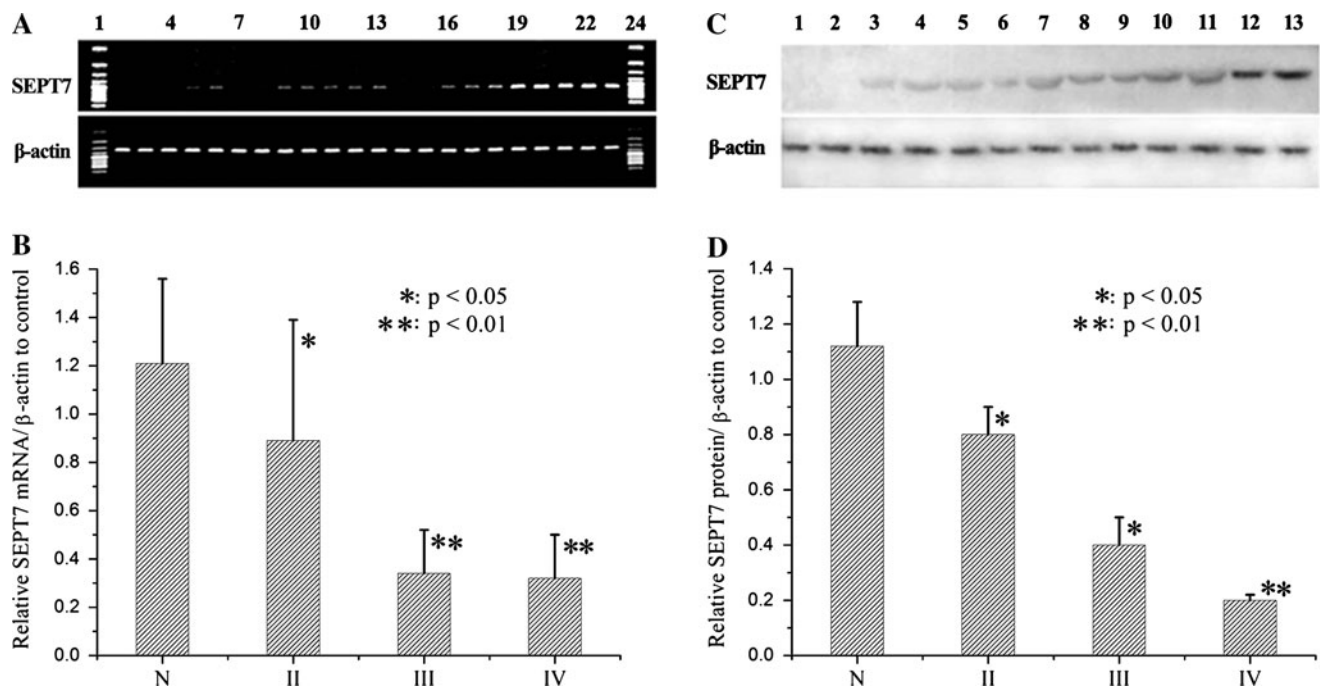 A 1 4 7 10 13 16 19 22 24
SEPT7
β-actin
B
Relative SEPT7 mRNA/ β-actin to control
1.6
1.4
1.2
1.0
0.8
0.6
0.4
0.2
0.0
*: p < 0.05
**: p < 0.01
*
**
**
N II III IV
C 1 2 3 4 5 6 7 8 9 10 11 12 13
SEPT7
β-actin
D
Relative SEPT7 protein/ β-actin to control
1.4
1.2
1.0
0.8
0.6
0.4
0.2
0.0
*: p < 0.05
**: p < 0.01
*
*
**
N II III IV